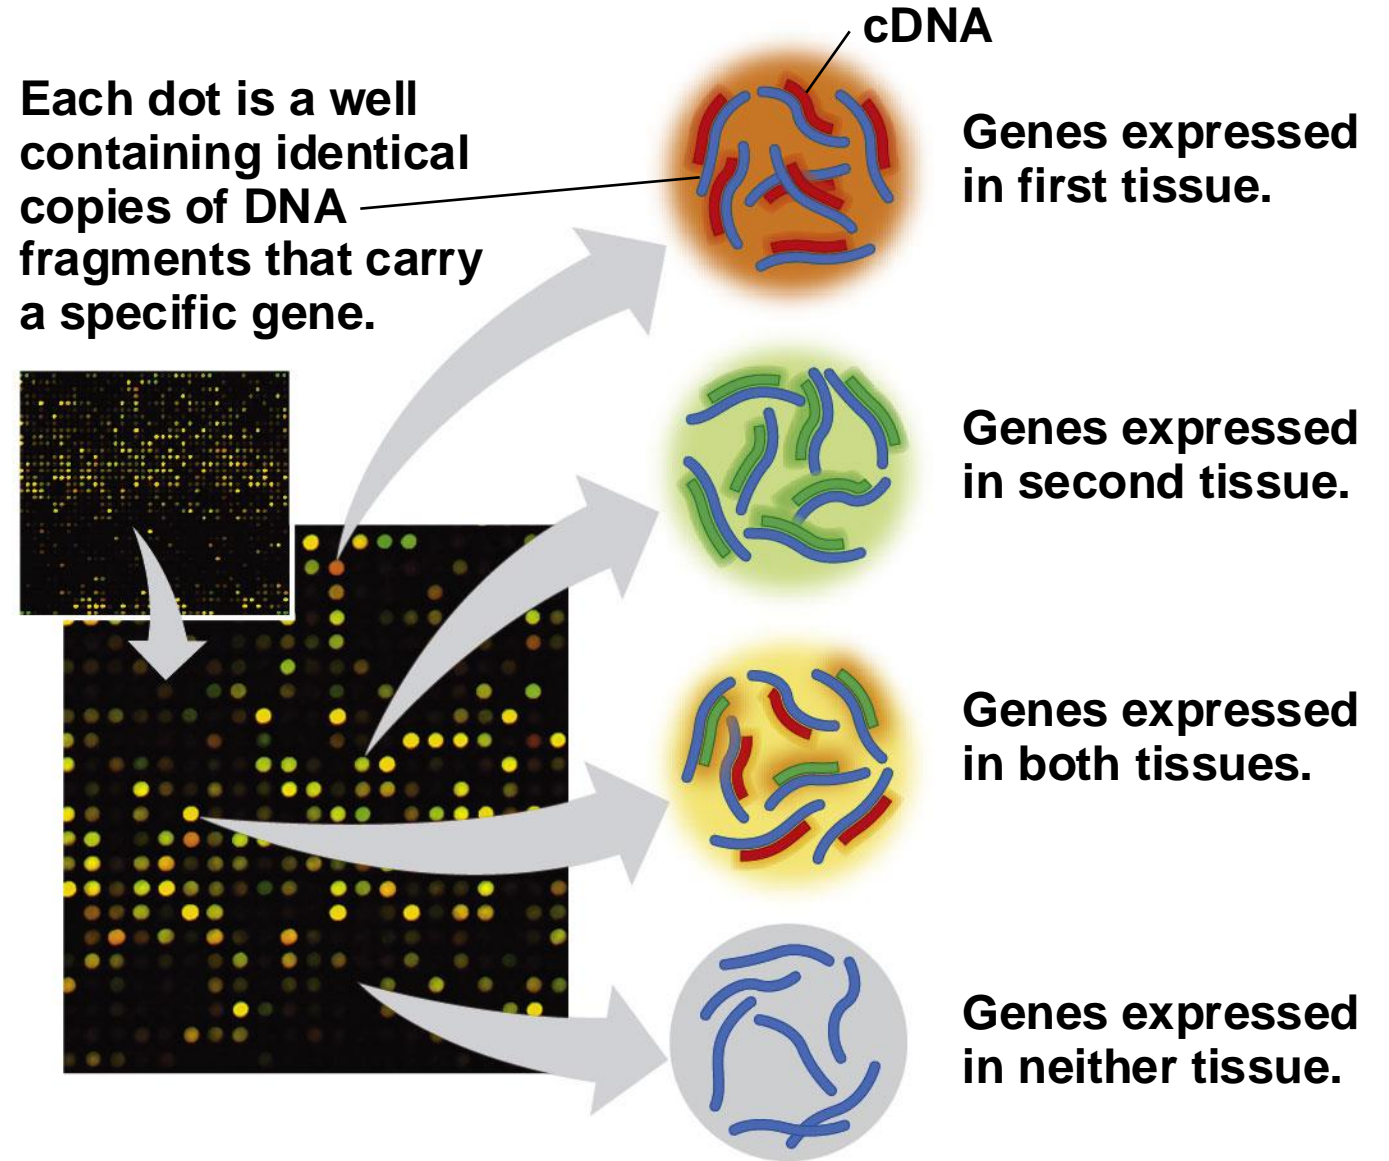 cDNA
Each dot is a well
containing identical
copies of DNA
fragments that carry
a specific gene.
Genes expressed
in first tissue.
Genes expressed
in second tissue.
Genes expressed
in both tissues.
Genes expressed
in neither tissue.